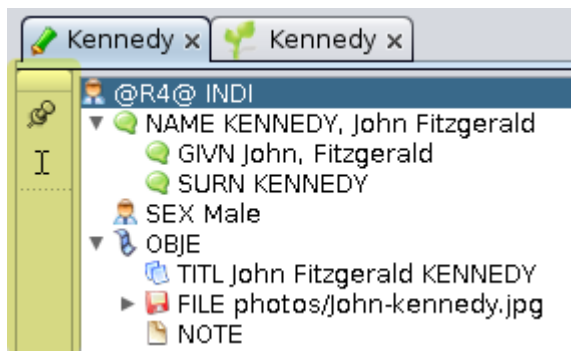 Kennedy x Kennedy x
@R4@ INDI
NAME KENNEDY, John Fitzgerald
GIVN John, Fitzgerald
SURN KENNEDY
SEX Male
OBJE
TITL John Fitzgerald KENNEDY
FILE photos/John-kennedy.jpg
NOTE